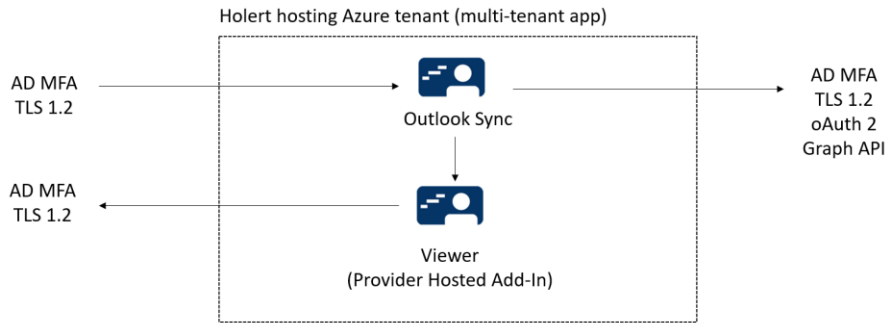 Holert hosting Azure tenant (multi-tenant app)
AD MFA
TLS 1.2
Outlook Sync
AD MFA
TLS 1.2
oAuth 2
Graph API
AD MFA
TLS 1.2
Viewer
(Provider Hosted Add-In)